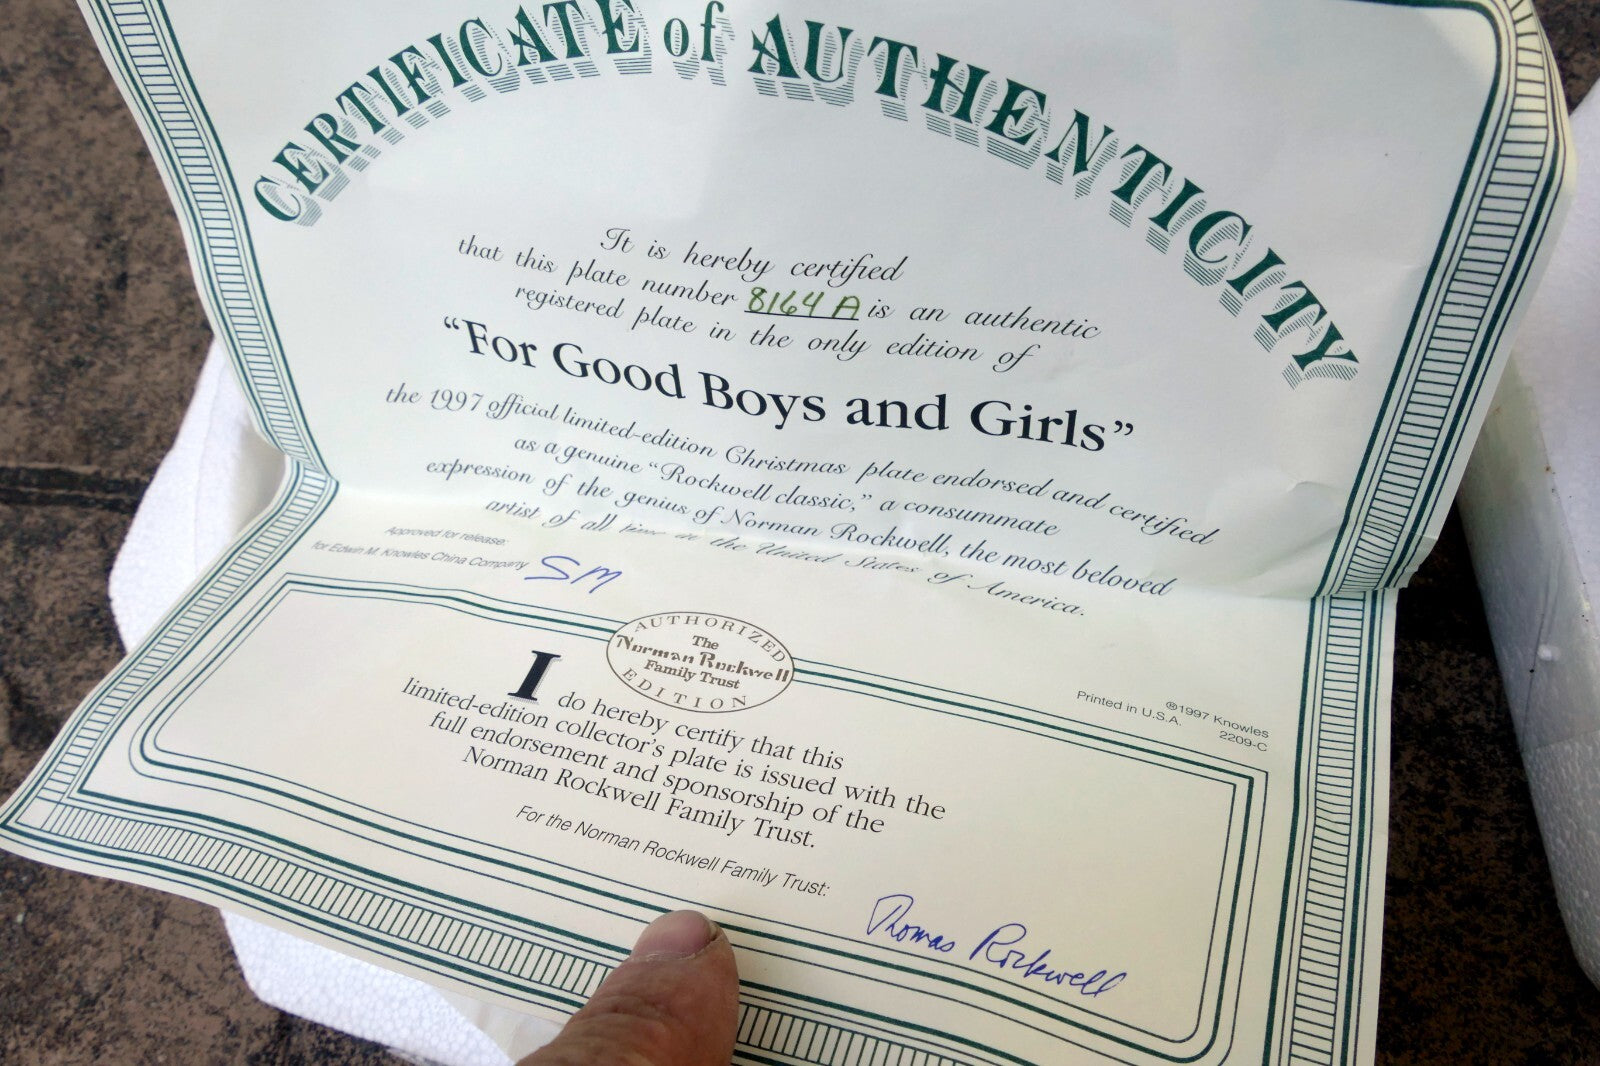 CERTIFICATE of AUTHENTICITY
It is hereby certified
that this plate number 8164 A is an authentic
registered plate in the only edition of
“For Good Boys and Girls”
the 1997 official limited-edition Christmas plate endorsed and certified
as a genuine “Rockwell classic,” a consummate
expression of the genius of Norman Rockwell, the most beloved
artist of all time in the United States of America.
Approved for release:
for Edwin M. Knowles China Company SM
AUTHORIZED
The
Norman Rockwell
Family Trust
EDITION
®1997 Knowles
Printed in U.S.A. 2209-C
I do hereby certify that this
limited-edition collector’s plate is issued with the
full endorsement and sponsorship of the
Norman Rockwell Family Trust.
For the Norman Rockwell Family Trust:
Thomas Rockwell